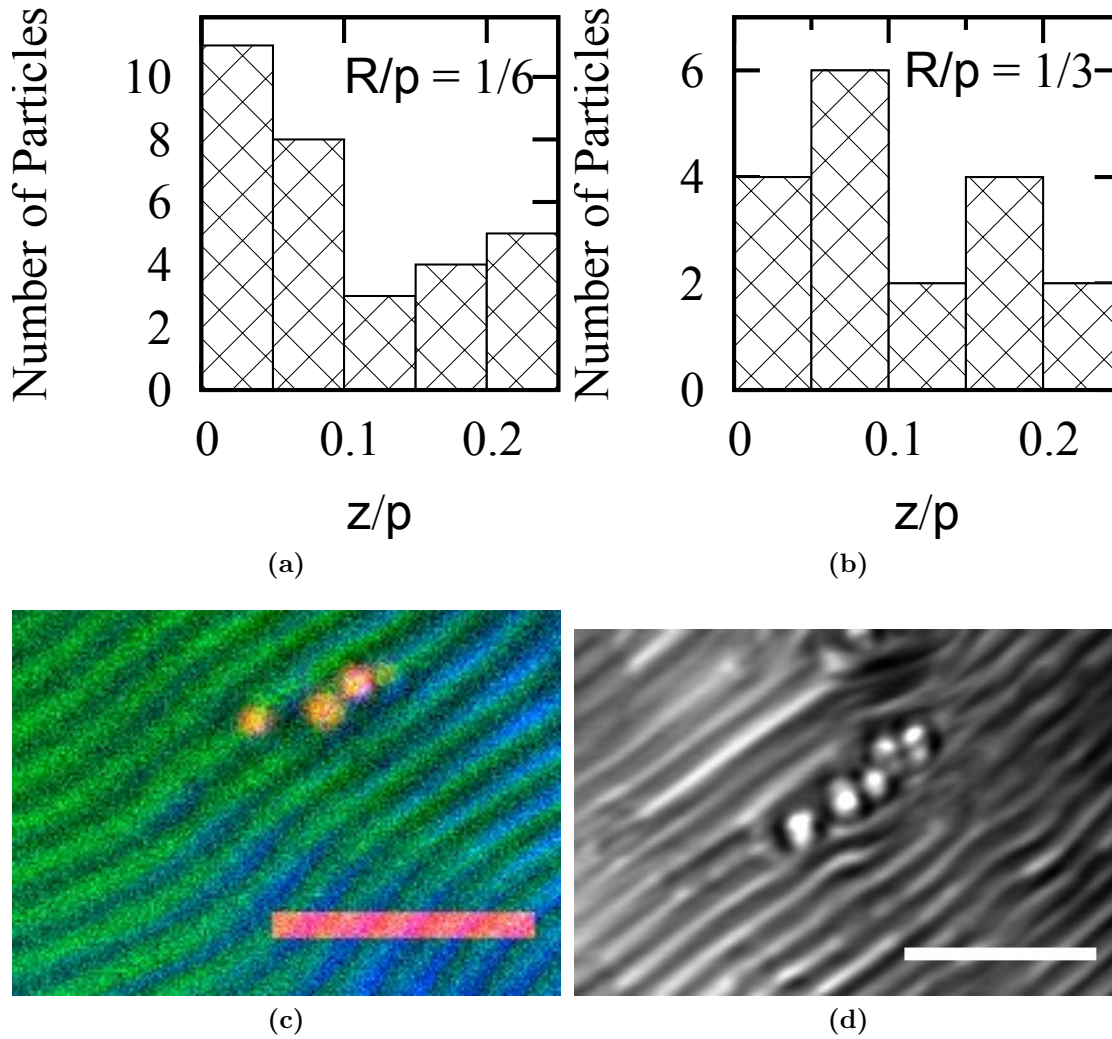 Number of Particles
10
8
6
4
2
0
R/p = 1/6
0 0.1 0.2
z/p
(a)
Number of Particles
6
4
2
0
R/p = 1/3
0 0.1 0.2
z/p
(b)
(c)
(d)